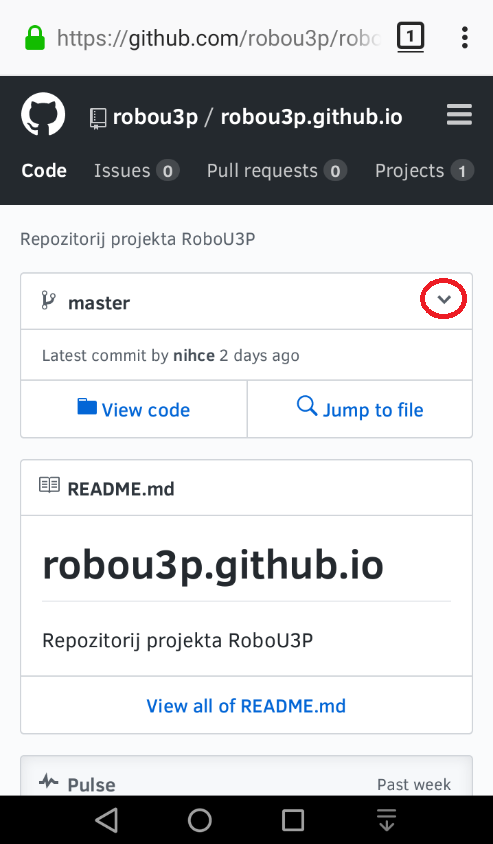 https://github.com/robou3p/robo
1
robou3p / robou3p.github.io
Code Issues 0 Pull requests 0 Projects 1
Repozitorij projekta RoboU3P
master
Latest commit by nihce 2 days ago
View code Jump to file
README.md
robou3p.github.io
Repozitorij projekta RoboU3P
View all of README.md
Pulse Past week